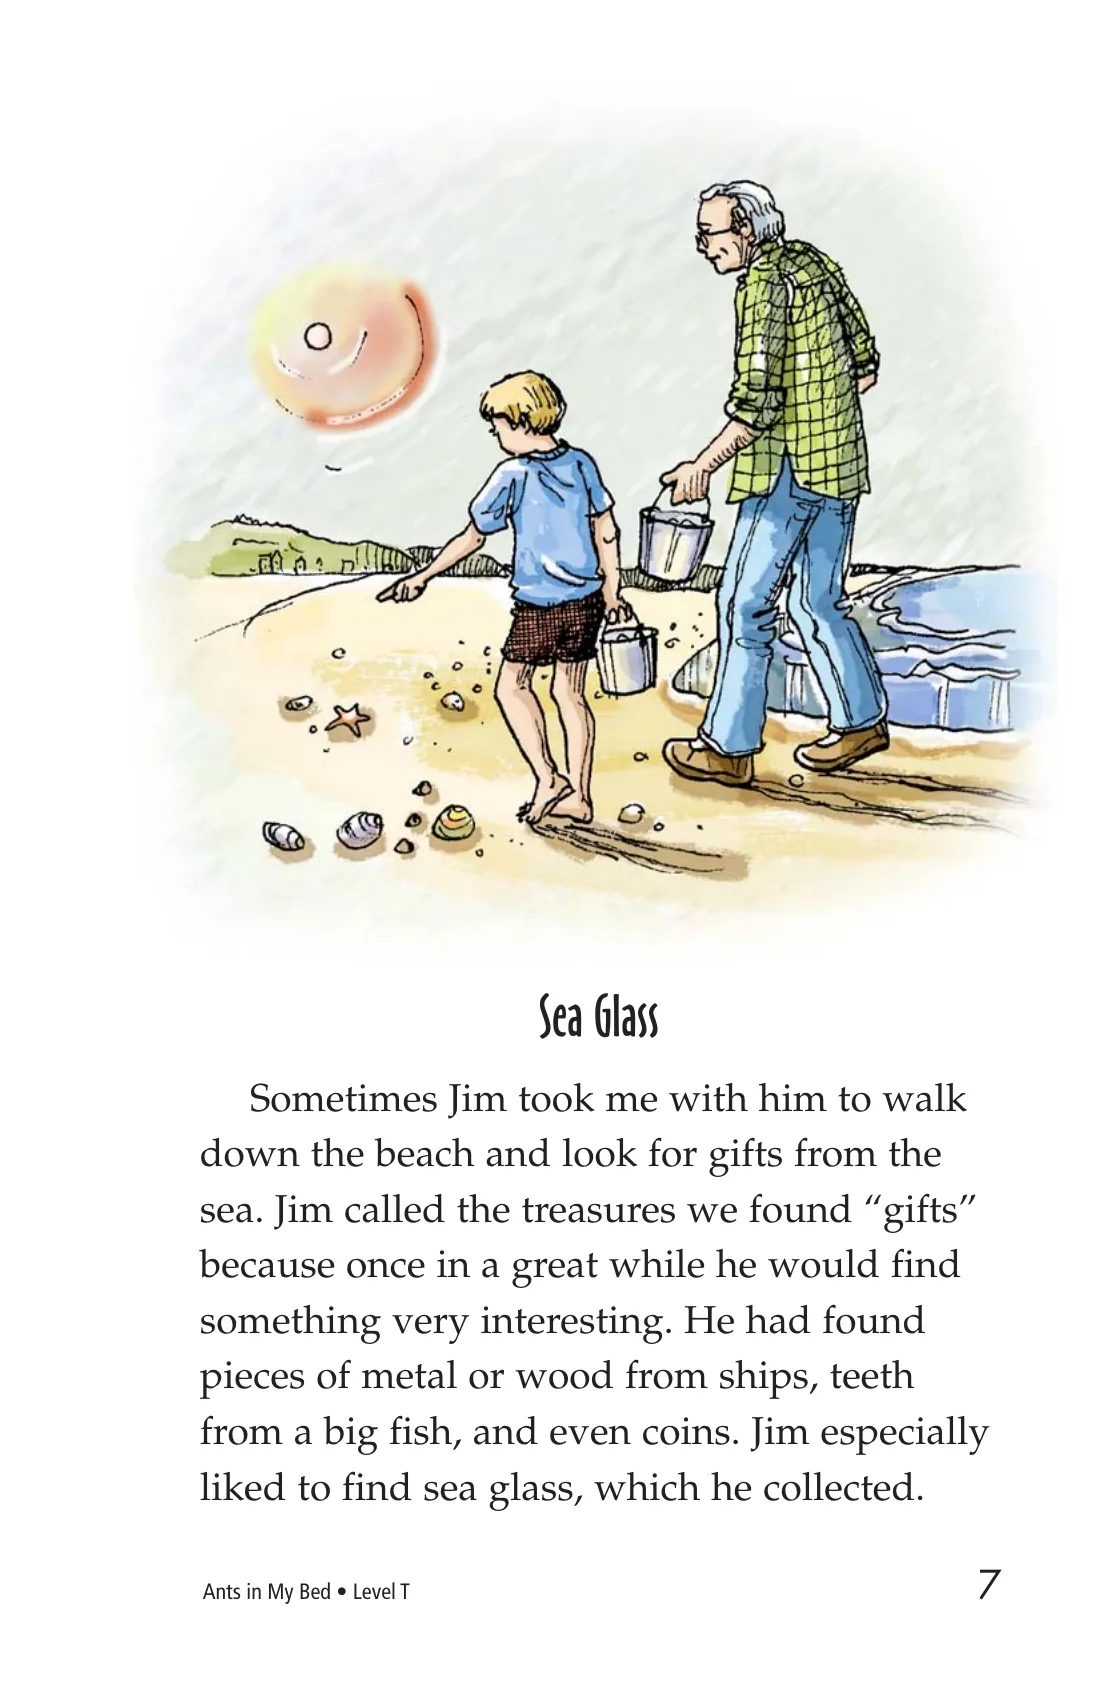 Sea Glass
Sometimes Jim took me with him to walk
down the beach and look for gifts from the
sea. Jim called the treasures we found “gifts”
because once in a great while he would find
something very interesting. He had found
pieces of metal or wood from ships, teeth
from a big fish, and even coins. Jim especially
liked to find sea glass, which he collected.
Ants in My Bed • Level T
7